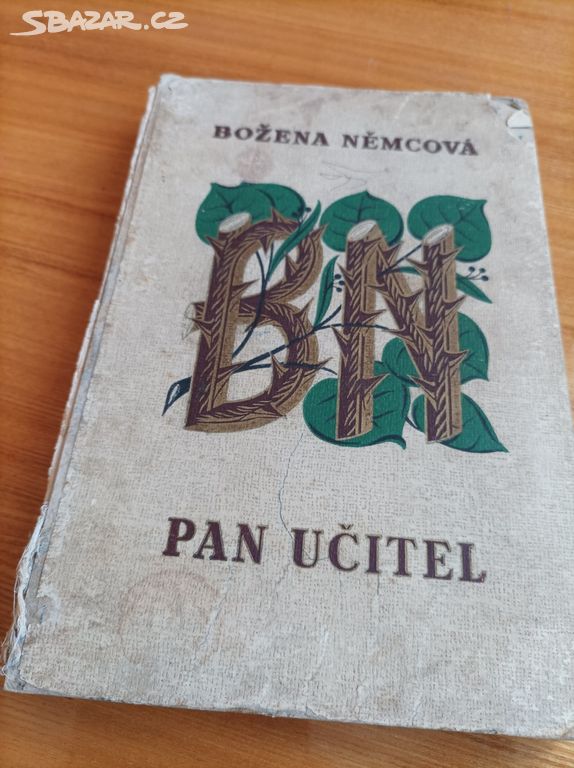 SBAZAR.CZ
BOŽENA NĚMCOVÁ
BN
PAN UČITEL